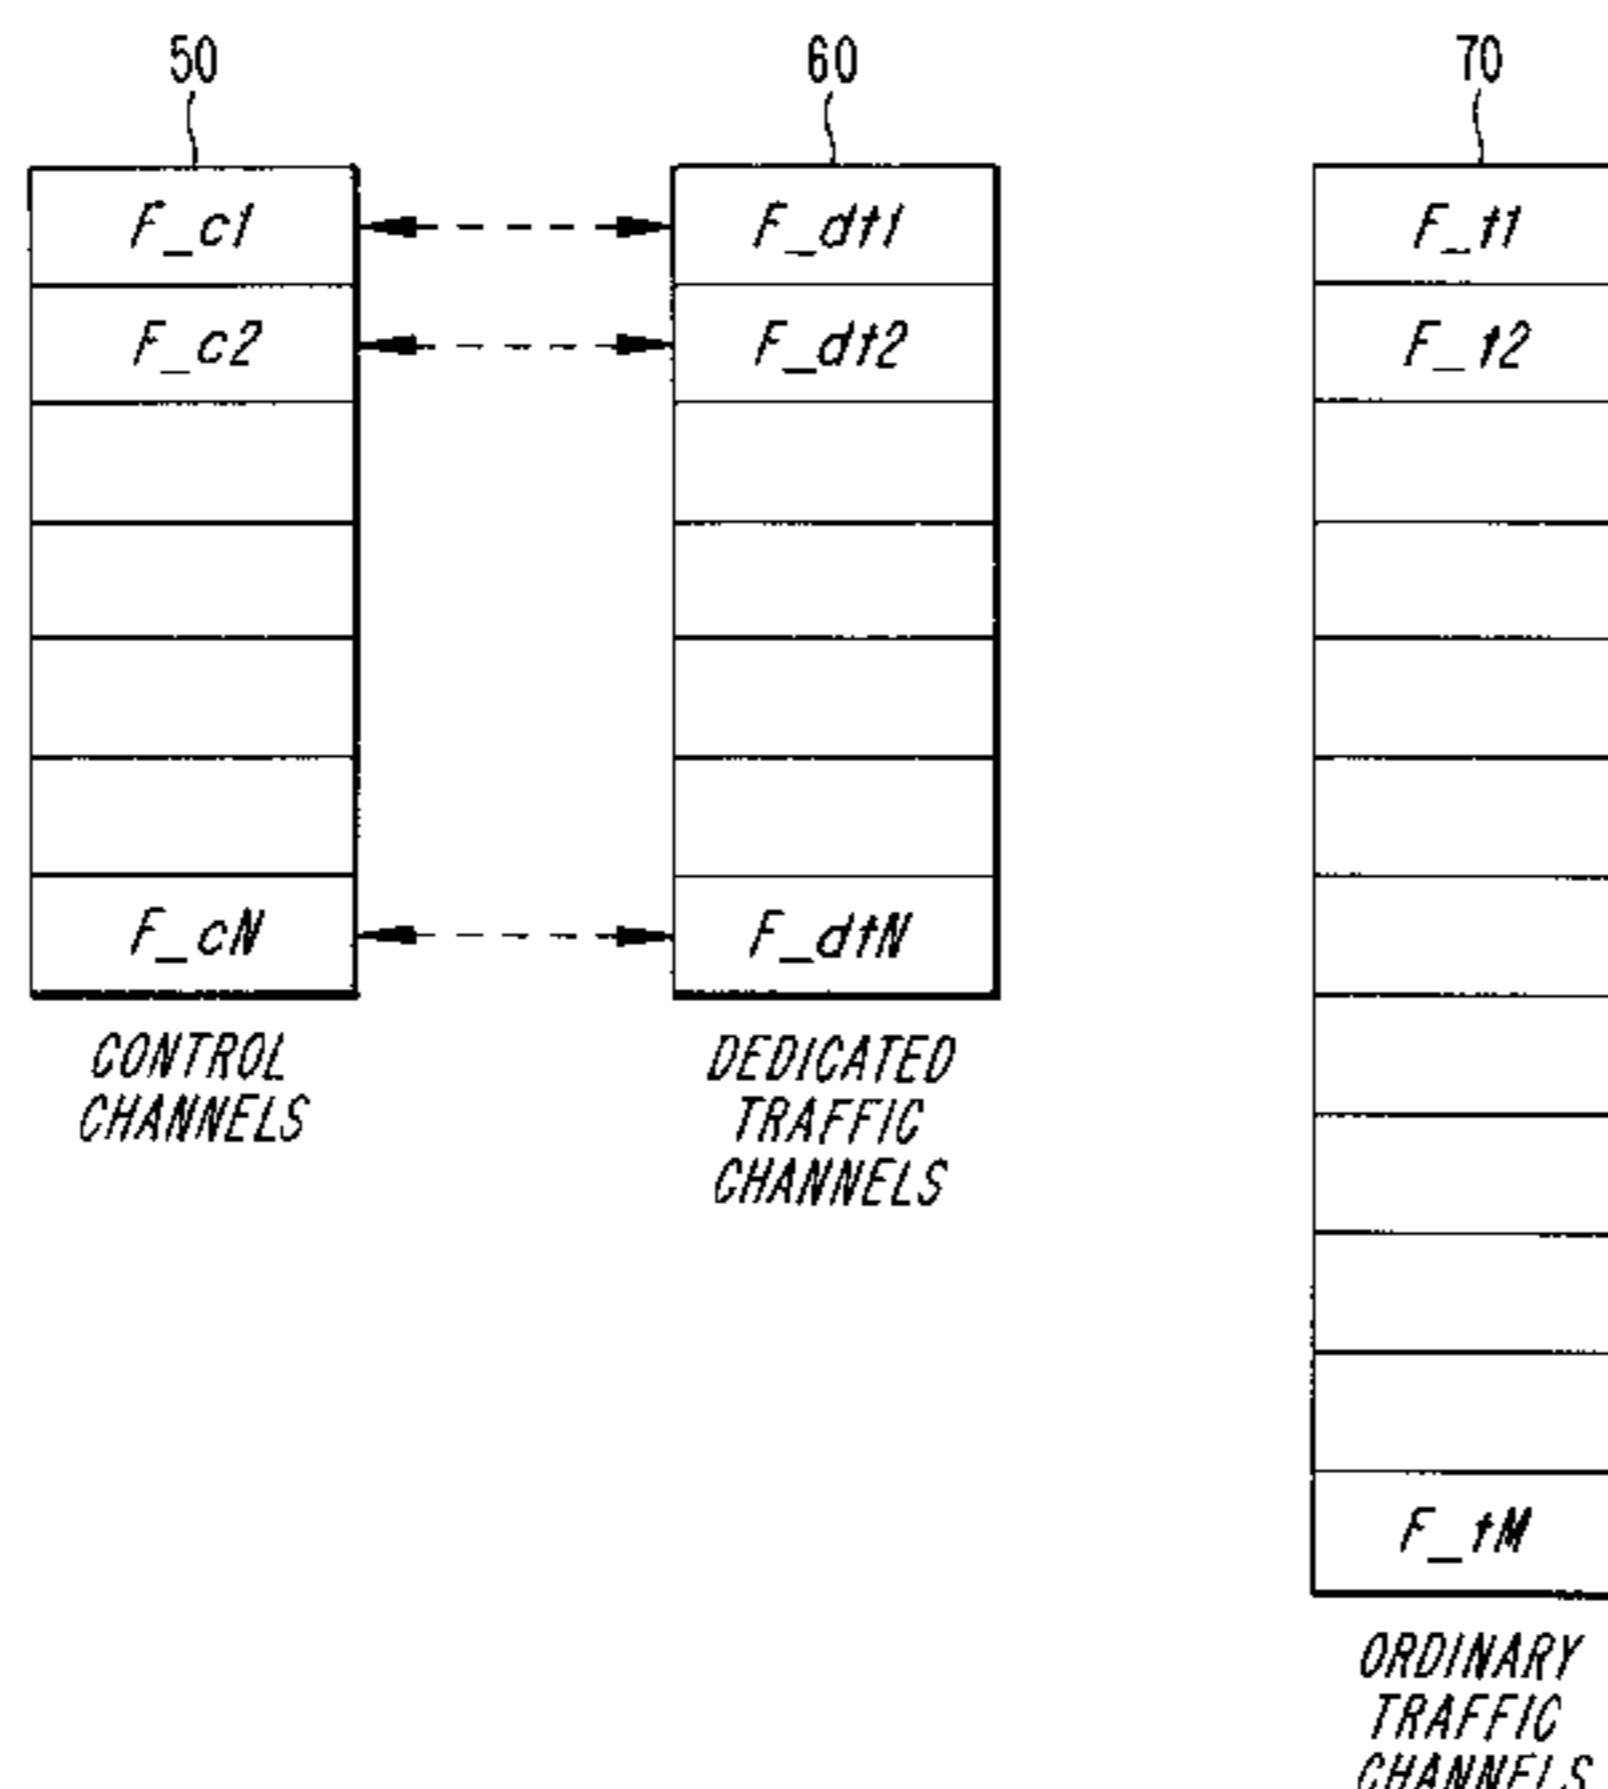 50
60
70
F_c1
F_dt1
F_t1
F_c2
F_dt2
F_t2
F_cN
F_dtN
CONTROL
CHANNELS
DEDICATED
TRAFFIC
CHANNELS
F_tM
ORDINARY
TRAFFIC
CHANNELS